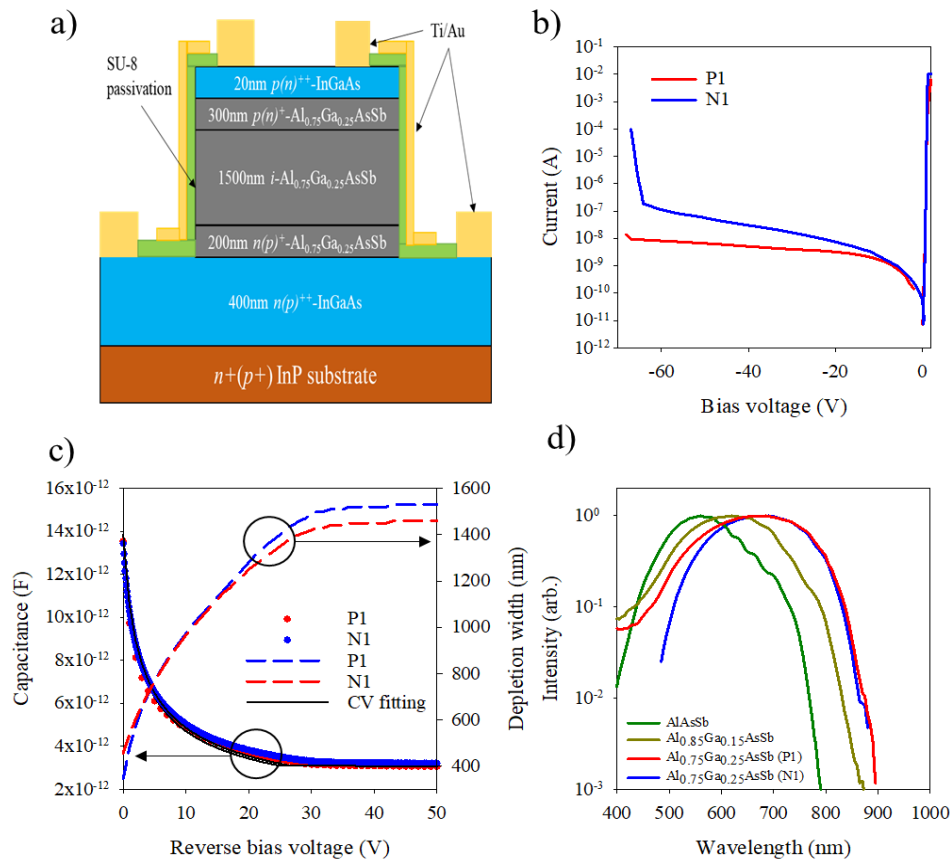 a)
Ti/Au
SU-8
passivation
20nm p(n)⁺⁺-InGaAs
300nm p(n)⁺-Al₀.₇₅Ga₀.₂₅AsSb
1500nm i-Al₀.₇₅Ga₀.₂₅AsSb
200nm n(p)⁺-Al₀.₇₅Ga₀.₂₅AsSb
400nm n(p)⁺⁺-InGaAs
n+(p+) InP substrate
b)
10⁻¹
10⁻²
10⁻³
10⁻⁴
10⁻⁵
10⁻⁶
10⁻⁷
10⁻⁸
10⁻⁹
10⁻¹⁰
10⁻¹¹
10⁻¹²
Current (A)
P1
N1
-60 -40 -20 0
Bias voltage (V)
c)
16x10⁻¹²
14x10⁻¹²
12x10⁻¹²
10x10⁻¹²
8x10⁻¹²
6x10⁻¹²
4x10⁻¹²
2x10⁻¹²
Capacitance (F)
P1
N1
P1
N1
CV fitting
1600
1400
1200
1000
800
600
400
Depletion width (nm)
0 10 20 30 40 50
Reverse bias voltage (V)
d)
10⁰
10⁻¹
10⁻²
10⁻³
Intensity (arb.)
AlAsSb
Al₀.₈₅Ga₀.₁₅AsSb
Al₀.₇₅Ga₀.₂₅AsSb (P1)
Al₀.₇₅Ga₀.₂₅AsSb (N1)
400 500 600 700 800 900 1000
Wavelength (nm)